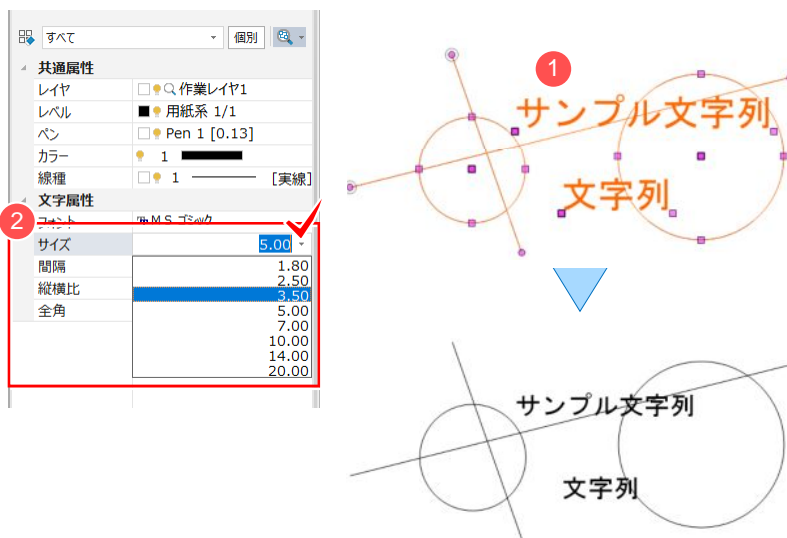 すべて 個別
共通属性
レイヤ 作業レイヤ1
レベル 用紙系 1/1
ペン Pen 1 [0.13]
カラー 1
線種 1 [実線]
文字属性
フォント M S ゴシック
サイズ 5.00
間隔
縦横比
全角
1.80
2.50
3.50
5.00
7.00
10.00
14.00
20.00
2
1
サンプル文字列
文字列
サンプル文字列
文字列